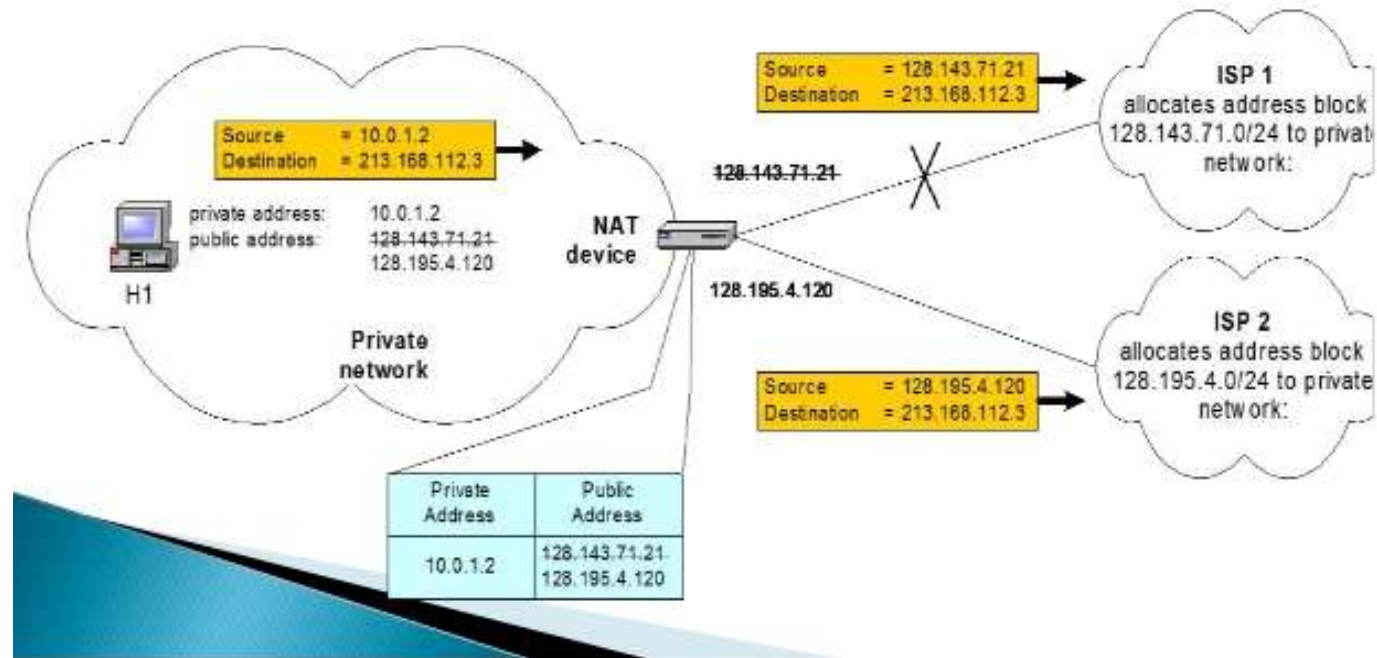 Source = 128.143.71.21
Destination = 213.168.112.3
ISP 1
allocates address block
128.143.71.0/24 to privat
network:
Source = 10.0.1.2
Destination = 213.168.112.3
128.143.71.21
private address: 10.0.1.2
public address: 128.143.71.21
128.195.4.120
H1
NAT
device
128.195.4.120
Private
network
ISP 2
allocates address block
128.195.4.0/24 to private
network:
Source = 128.195.4.120
Destination = 213.168.112.3
Private
Address
Public
Address
10.0.1.2
128.143.71.21
128.195.4.120